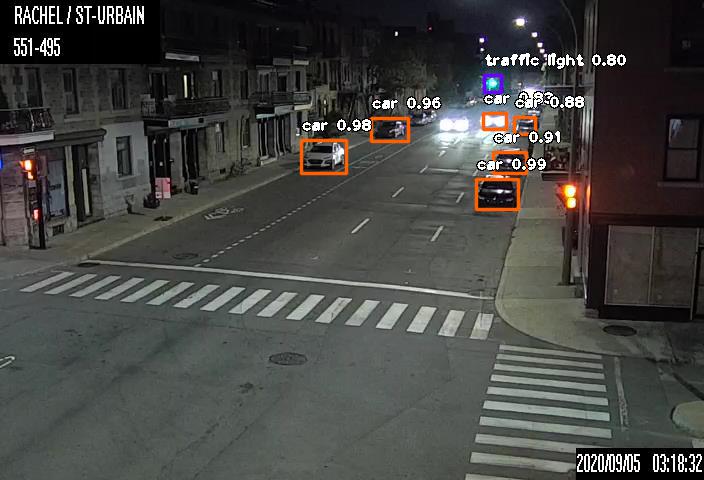 RACHEL / ST-URBAIN
551-495
traffic light 0.80
car 0.88
car 0.96
car 0.98
car 0.91
car 0.99
2020/09/05 03:18:32